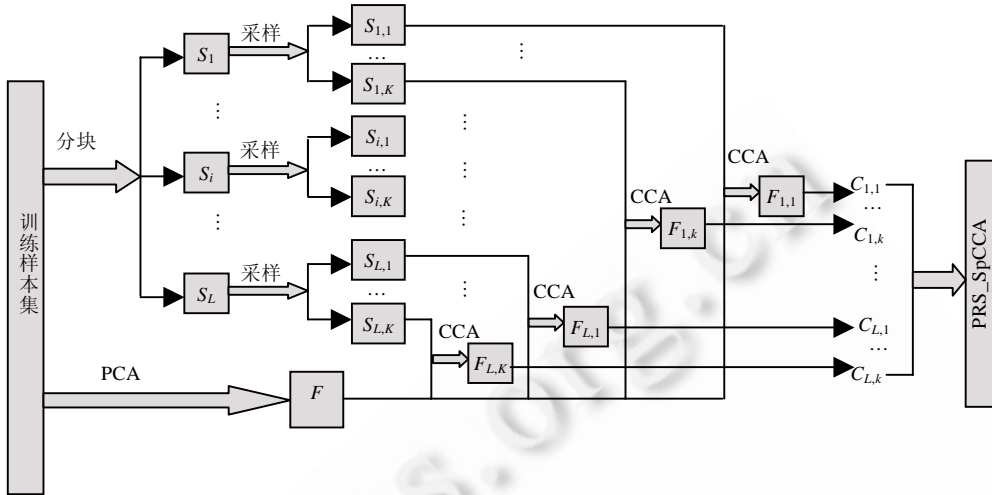 训练样本集
分块
PCA
S1
⋮
Si
⋮
SL
采样
采样
采样
S1,1
…
S1,K
Si,1
…
Si,K
SL,1
…
SL,K
F
CCA
FL,K
CCA
FL,1
CCA
F1,k
CCA
F1,1
C1,1
…
C1,k
⋮
CL,1
…
CL,k
PRS_SpCCA
s.org.cn